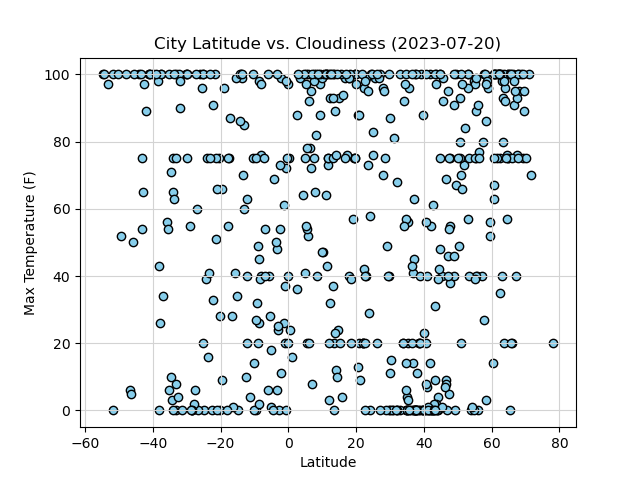 City Latitude vs. Cloudiness (2023-07-20)
100
80
60
40
20
0
Max Temperature (F)
−60 −40 −20 0 20 40 60 80
Latitude